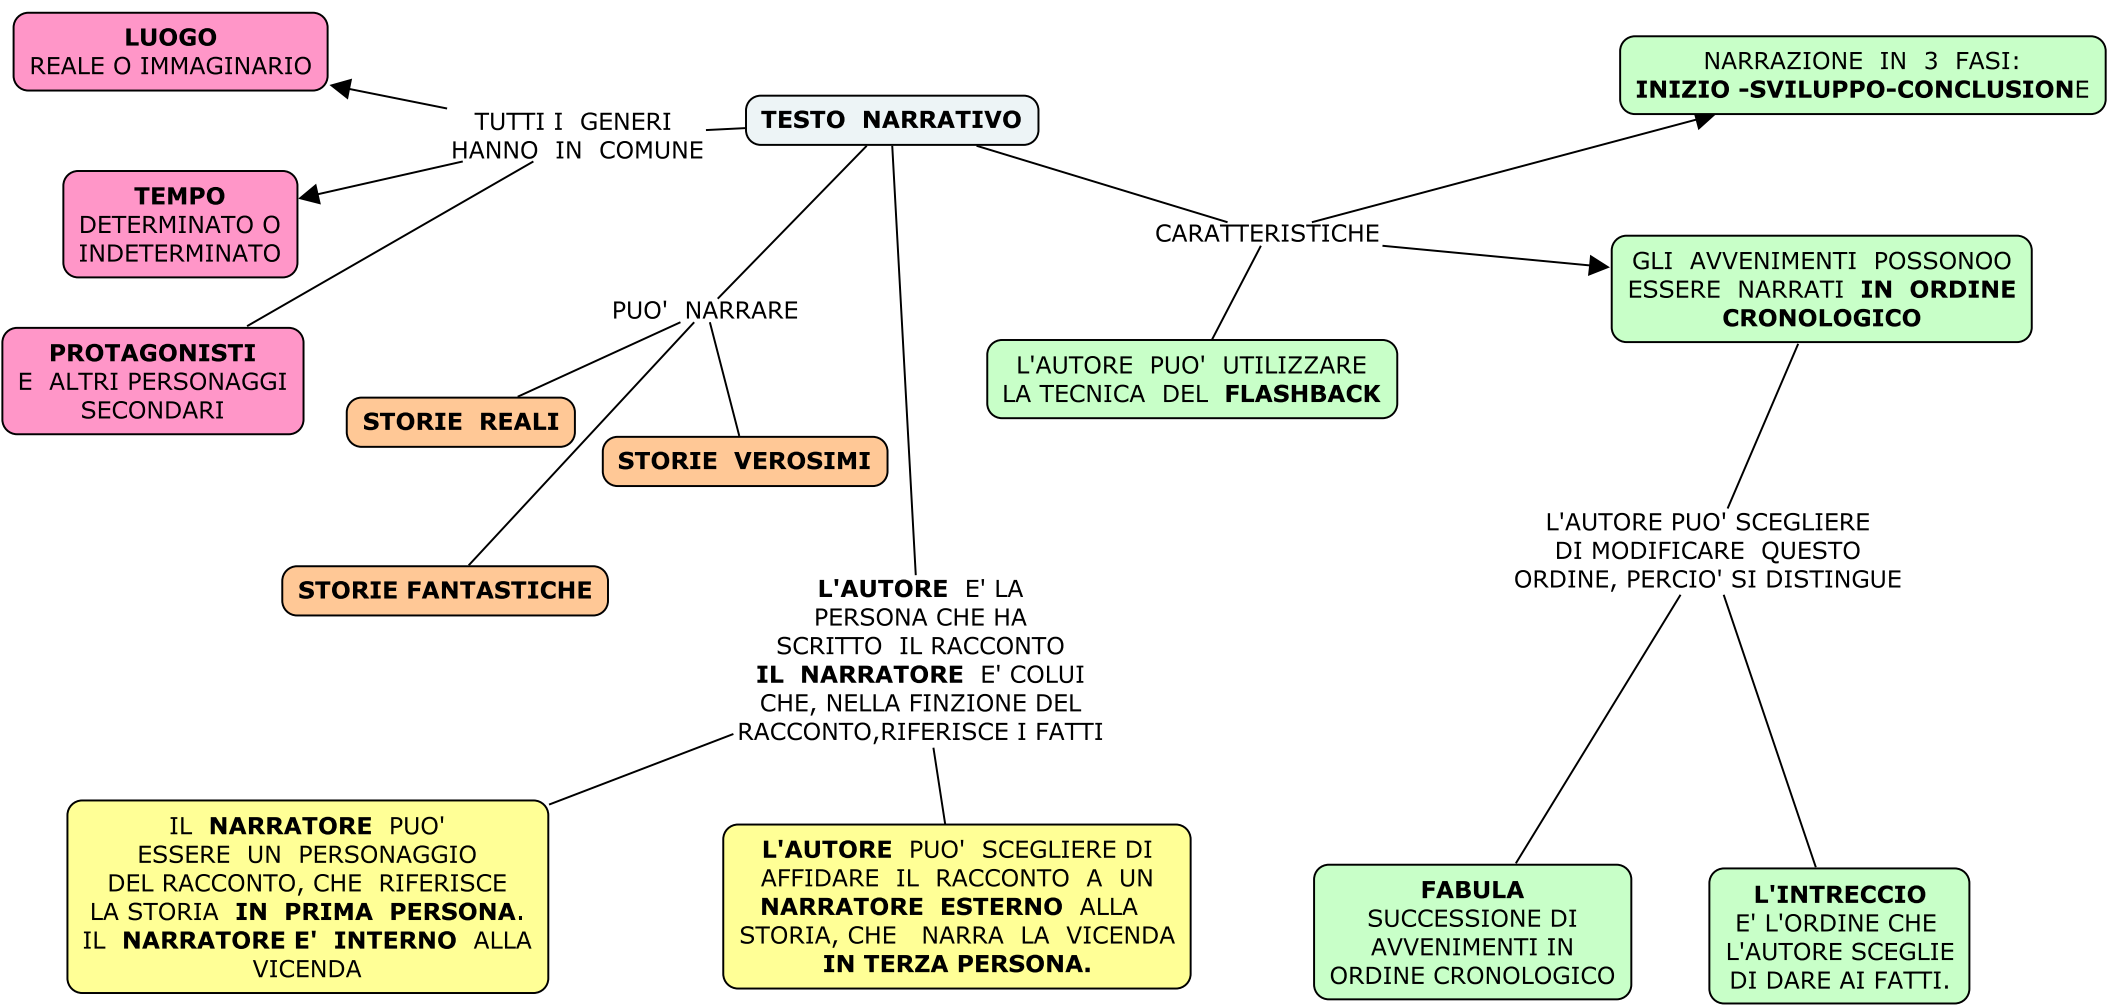 LUOGO
REALE O IMMAGINARIO
TUTTI I GENERI
HANNO IN COMUNE
TESTO NARRATIVO
NARRAZIONE IN 3 FASI:
INIZIO -SVILUPPO-CONCLUSIONE
TEMPO
DETERMINATO O
INDETERMINATO
CARATTERISTICHE
GLI AVVENIMENTI POSSONOO
ESSERE NARRATI IN ORDINE
CRONOLOGICO
PROTAGONISTI
E ALTRI PERSONAGGI
SECONDARI
PUO' NARRARE
L'AUTORE PUO' UTILIZZARE
LA TECNICA DEL FLASHBACK
STORIE REALI
STORIE VEROSIMI
STORIE FANTASTICHE
L'AUTORE PUO' SCEGLIERE
DI MODIFICARE QUESTO
ORDINE, PERCIO' SI DISTINGUE
L'AUTORE E' LA
PERSONA CHE HA
SCRITTO IL RACCONTO
IL NARRATORE E' COLUI
CHE, NELLA FINZIONE DEL
RACCONTO,RIFERISCE I FATTI
IL NARRATORE PUO'
ESSERE UN PERSONAGGIO
DEL RACCONTO, CHE RIFERISCE
LA STORIA IN PRIMA PERSONA.
IL NARRATORE E' INTERNO ALLA
VICENDA
L'AUTORE PUO' SCEGLIERE DI
AFFIDARE IL RACCONTO A UN
NARRATORE ESTERNO ALLA
STORIA, CHE NARRA LA VICENDA
IN TERZA PERSONA.
FABULA
SUCCESSIONE DI
AVVENIMENTI IN
ORDINE CRONOLOGICO
L'INTRECCIO
E' L'ORDINE CHE
L'AUTORE SCEGLIE
DI DARE AI FATTI.